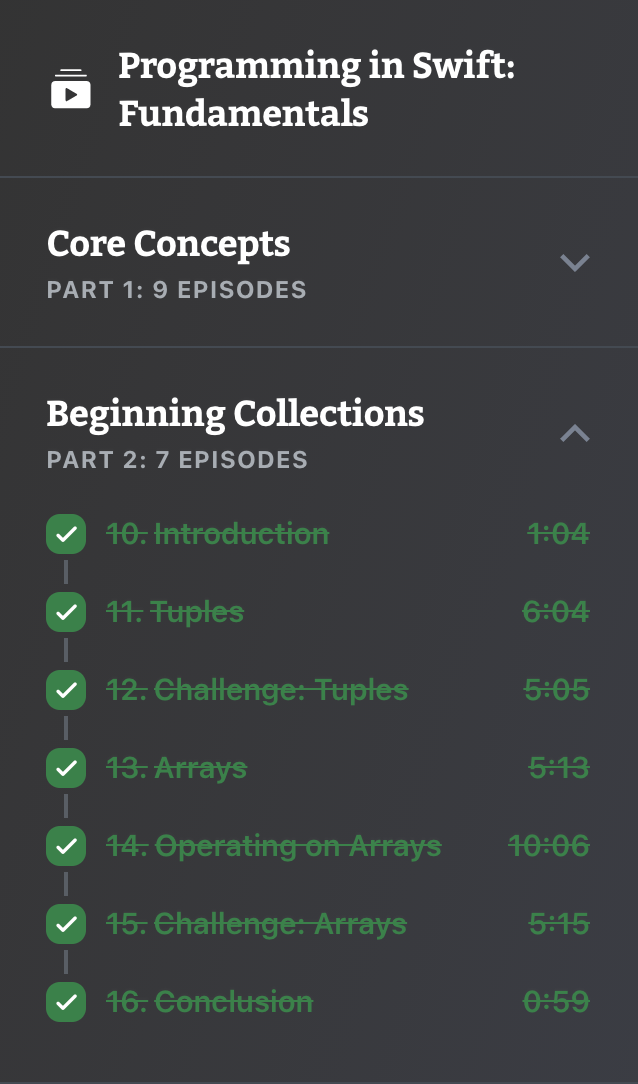 Programming in Swift:
Fundamentals
Core Concepts
PART 1: 9 EPISODES
Beginning Collections
PART 2: 7 EPISODES
10. Introduction 1:04
11. Tuples 6:04
12. Challenge: Tuples 5:05
13. Arrays 5:13
14. Operating on Arrays 10:06
15. Challenge: Arrays 5:15
16. Conclusion 0:59